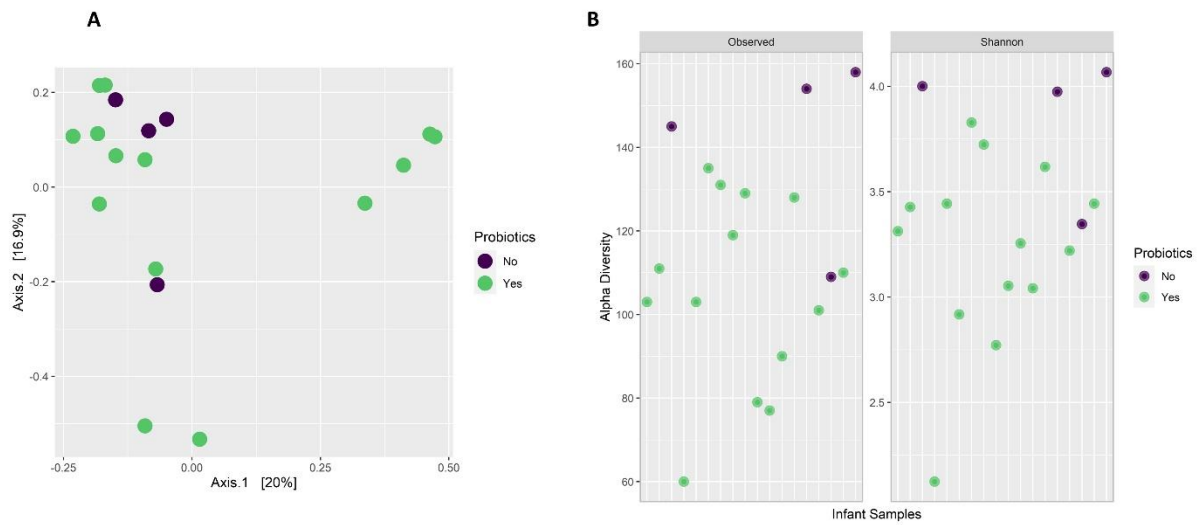 A
Axis.2 [16.9%]
0.2
0.0
-0.2
-0.4
-0.25
0.00
0.25
0.50
Axis.1 [20%]
Probiotics
No
Yes
B
Observed
Shannon
Alpha Diversity
160
140
120
100
80
60
4.0
3.5
3.0
2.5
Infant Samples
Probiotics
No
Yes